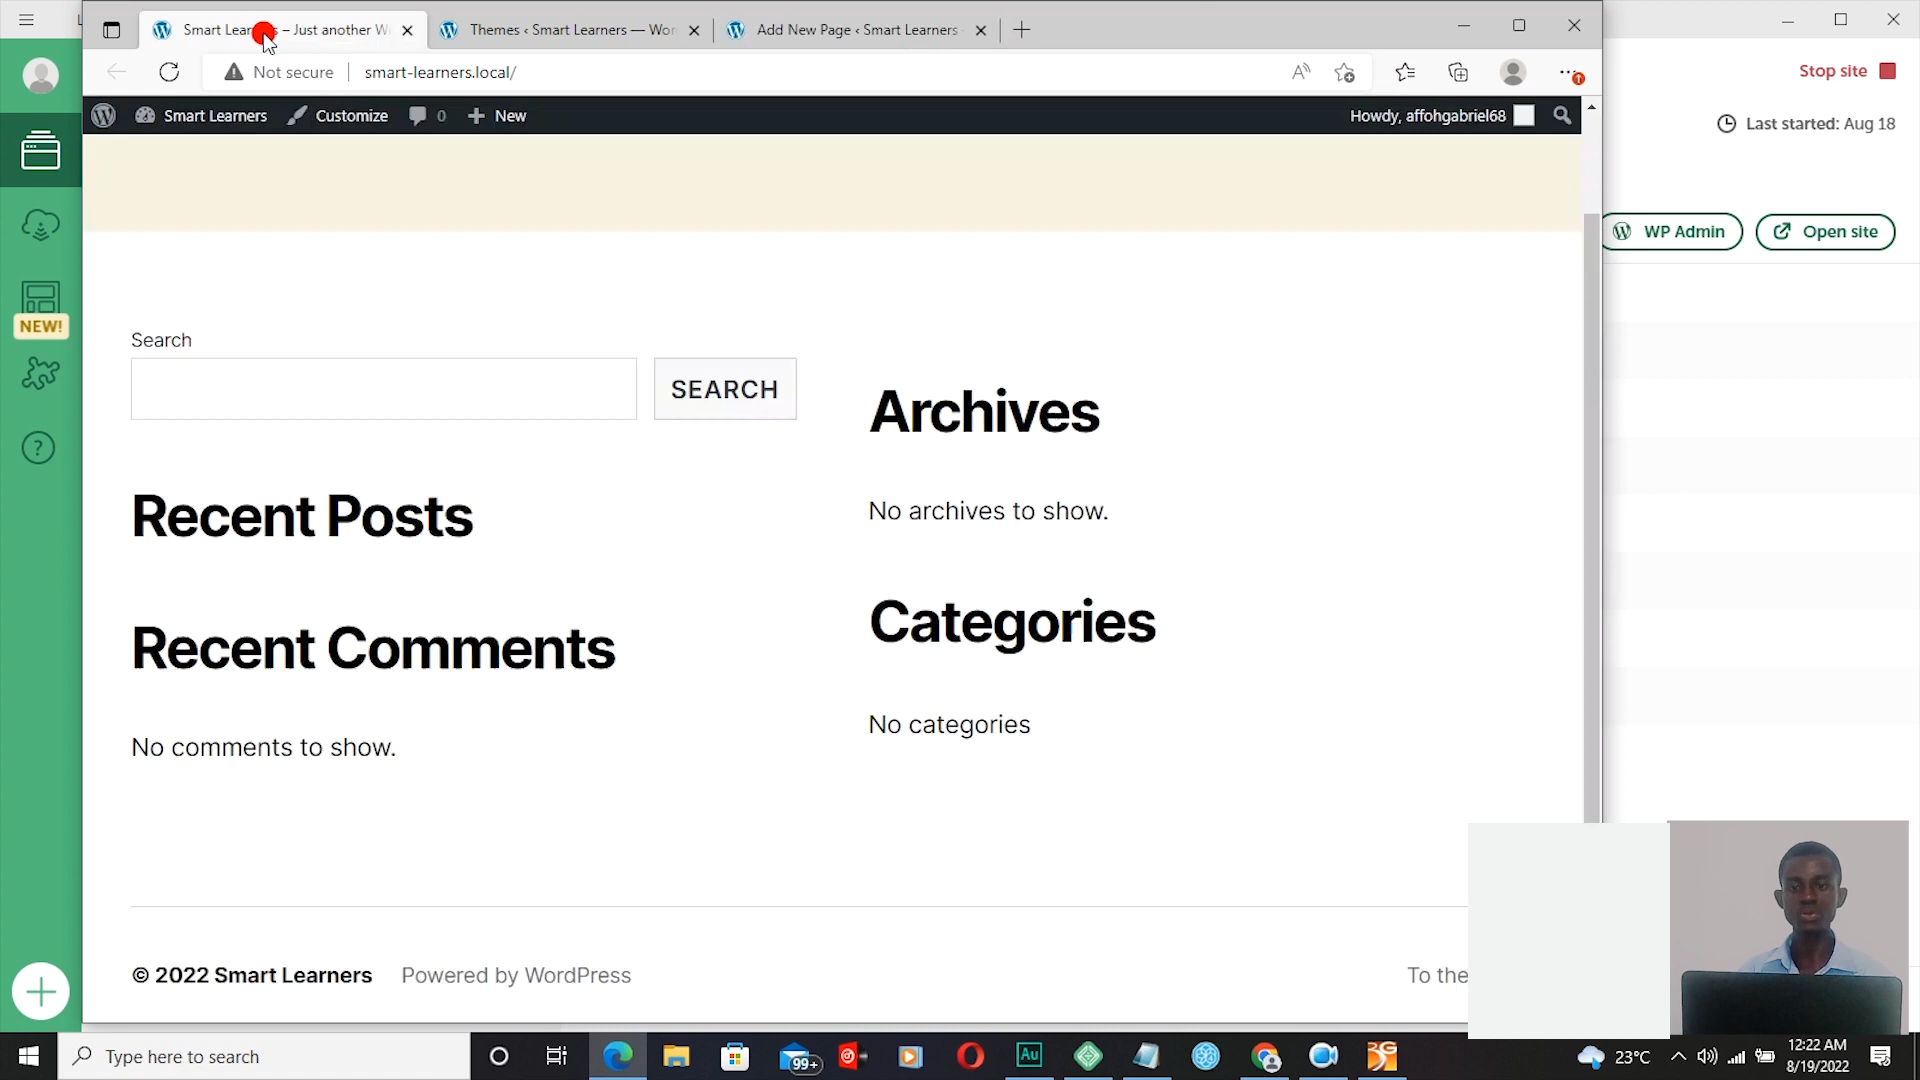 Smart Lea – Just another W
Themes ‹ Smart Learners — Wor
Add New Page ‹ Smart Learners
Not secure
smart-learners.local/
Stop site
Smart Learners
Customize
0
New
Howdy, affohgabriel68
Last started: Aug 18
WP Admin
Open site
NEW!
Search
SEARCH
Archives
No archives to show.
Recent Posts
Categories
Recent Comments
No categories
No comments to show.
© 2022 Smart Learners
Powered by WordPress
To the
Type here to search
99+
Au
3G
23°C
12:22 AM
8/19/2022